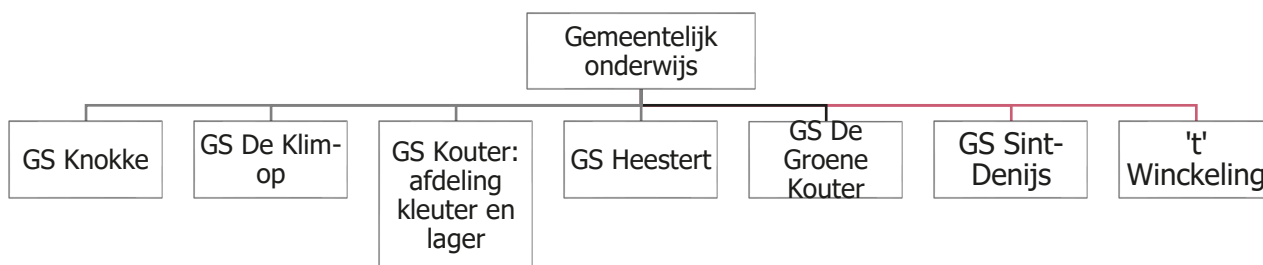 Gemeentelijk
onderwijs
GS Knokke
GS De Klim-
op
GS Kouter:
afdeling
kleuter en
lager
GS Heestert
GS De
Groene
Kouter
GS Sint-
Denijs
't'
Winckeling